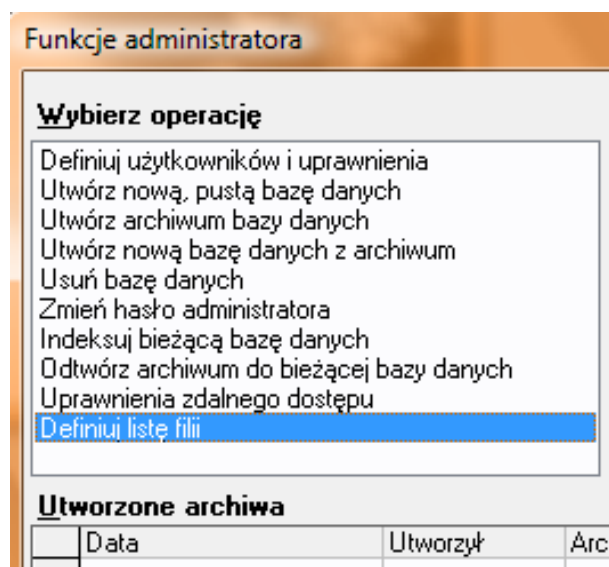 Funkcje administratora
Wybierz operację
Definiuj użytkowników i uprawnienia
Utwórz nową, pustą bazę danych
Utwórz archiwum bazy danych
Utwórz nową bazę danych z archiwum
Usuń bazę danych
Zmień hasło administratora
Indeksuj bieżącą bazę danych
Odtwórz archiwum do bieżącej bazy danych
Uprawnienia zdalnego dostępu
Definiuj listę filii
Utworzone archiwa
Data Utworzył Arc